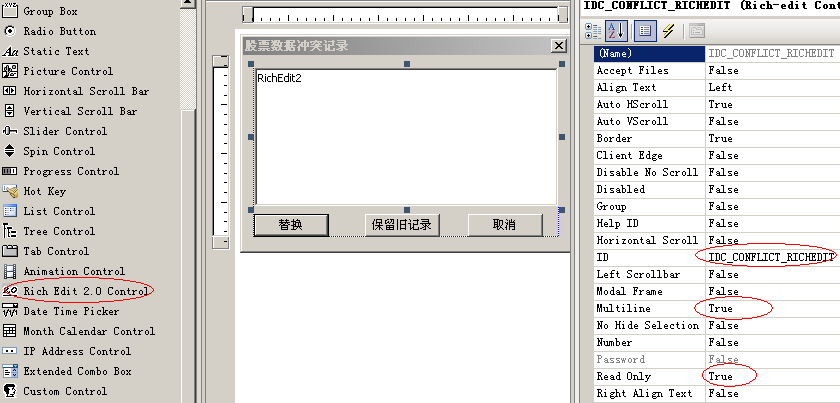 Group Box
Radio Button
Aa Static Text
Picture Control
Horizontal Scroll Bar
Vertical Scroll Bar
Slider Control
Spin Control
Progress Control
Hot Key
List Control
Tree Control
Tab Control
Animation Control
Rich Edit 2.0 Control
Date Time Picker
Month Calendar Control
IP Address Control
Extended Combo Box
Custom Control
股票数据冲突记录
RichEdit2
替换 保留旧记录 取消
IDC_CONFLICT_RICHEDIT (Rich-edit Cont
(Name) IDC_CONFLICT_RICHEDIT
Accept Files False
Align Text Left
Auto HScroll True
Auto VScroll False
Border True
Client Edge False
Disable No Scroll False
Disabled False
Group False
Help ID False
Horizontal Scroll False
ID IDC_CONFLICT_RICHEDIT
Left Scrollbar False
Modal Frame False
Multiline True
No Hide Selection False
Number False
Password False
Read Only True
Right Align Text False